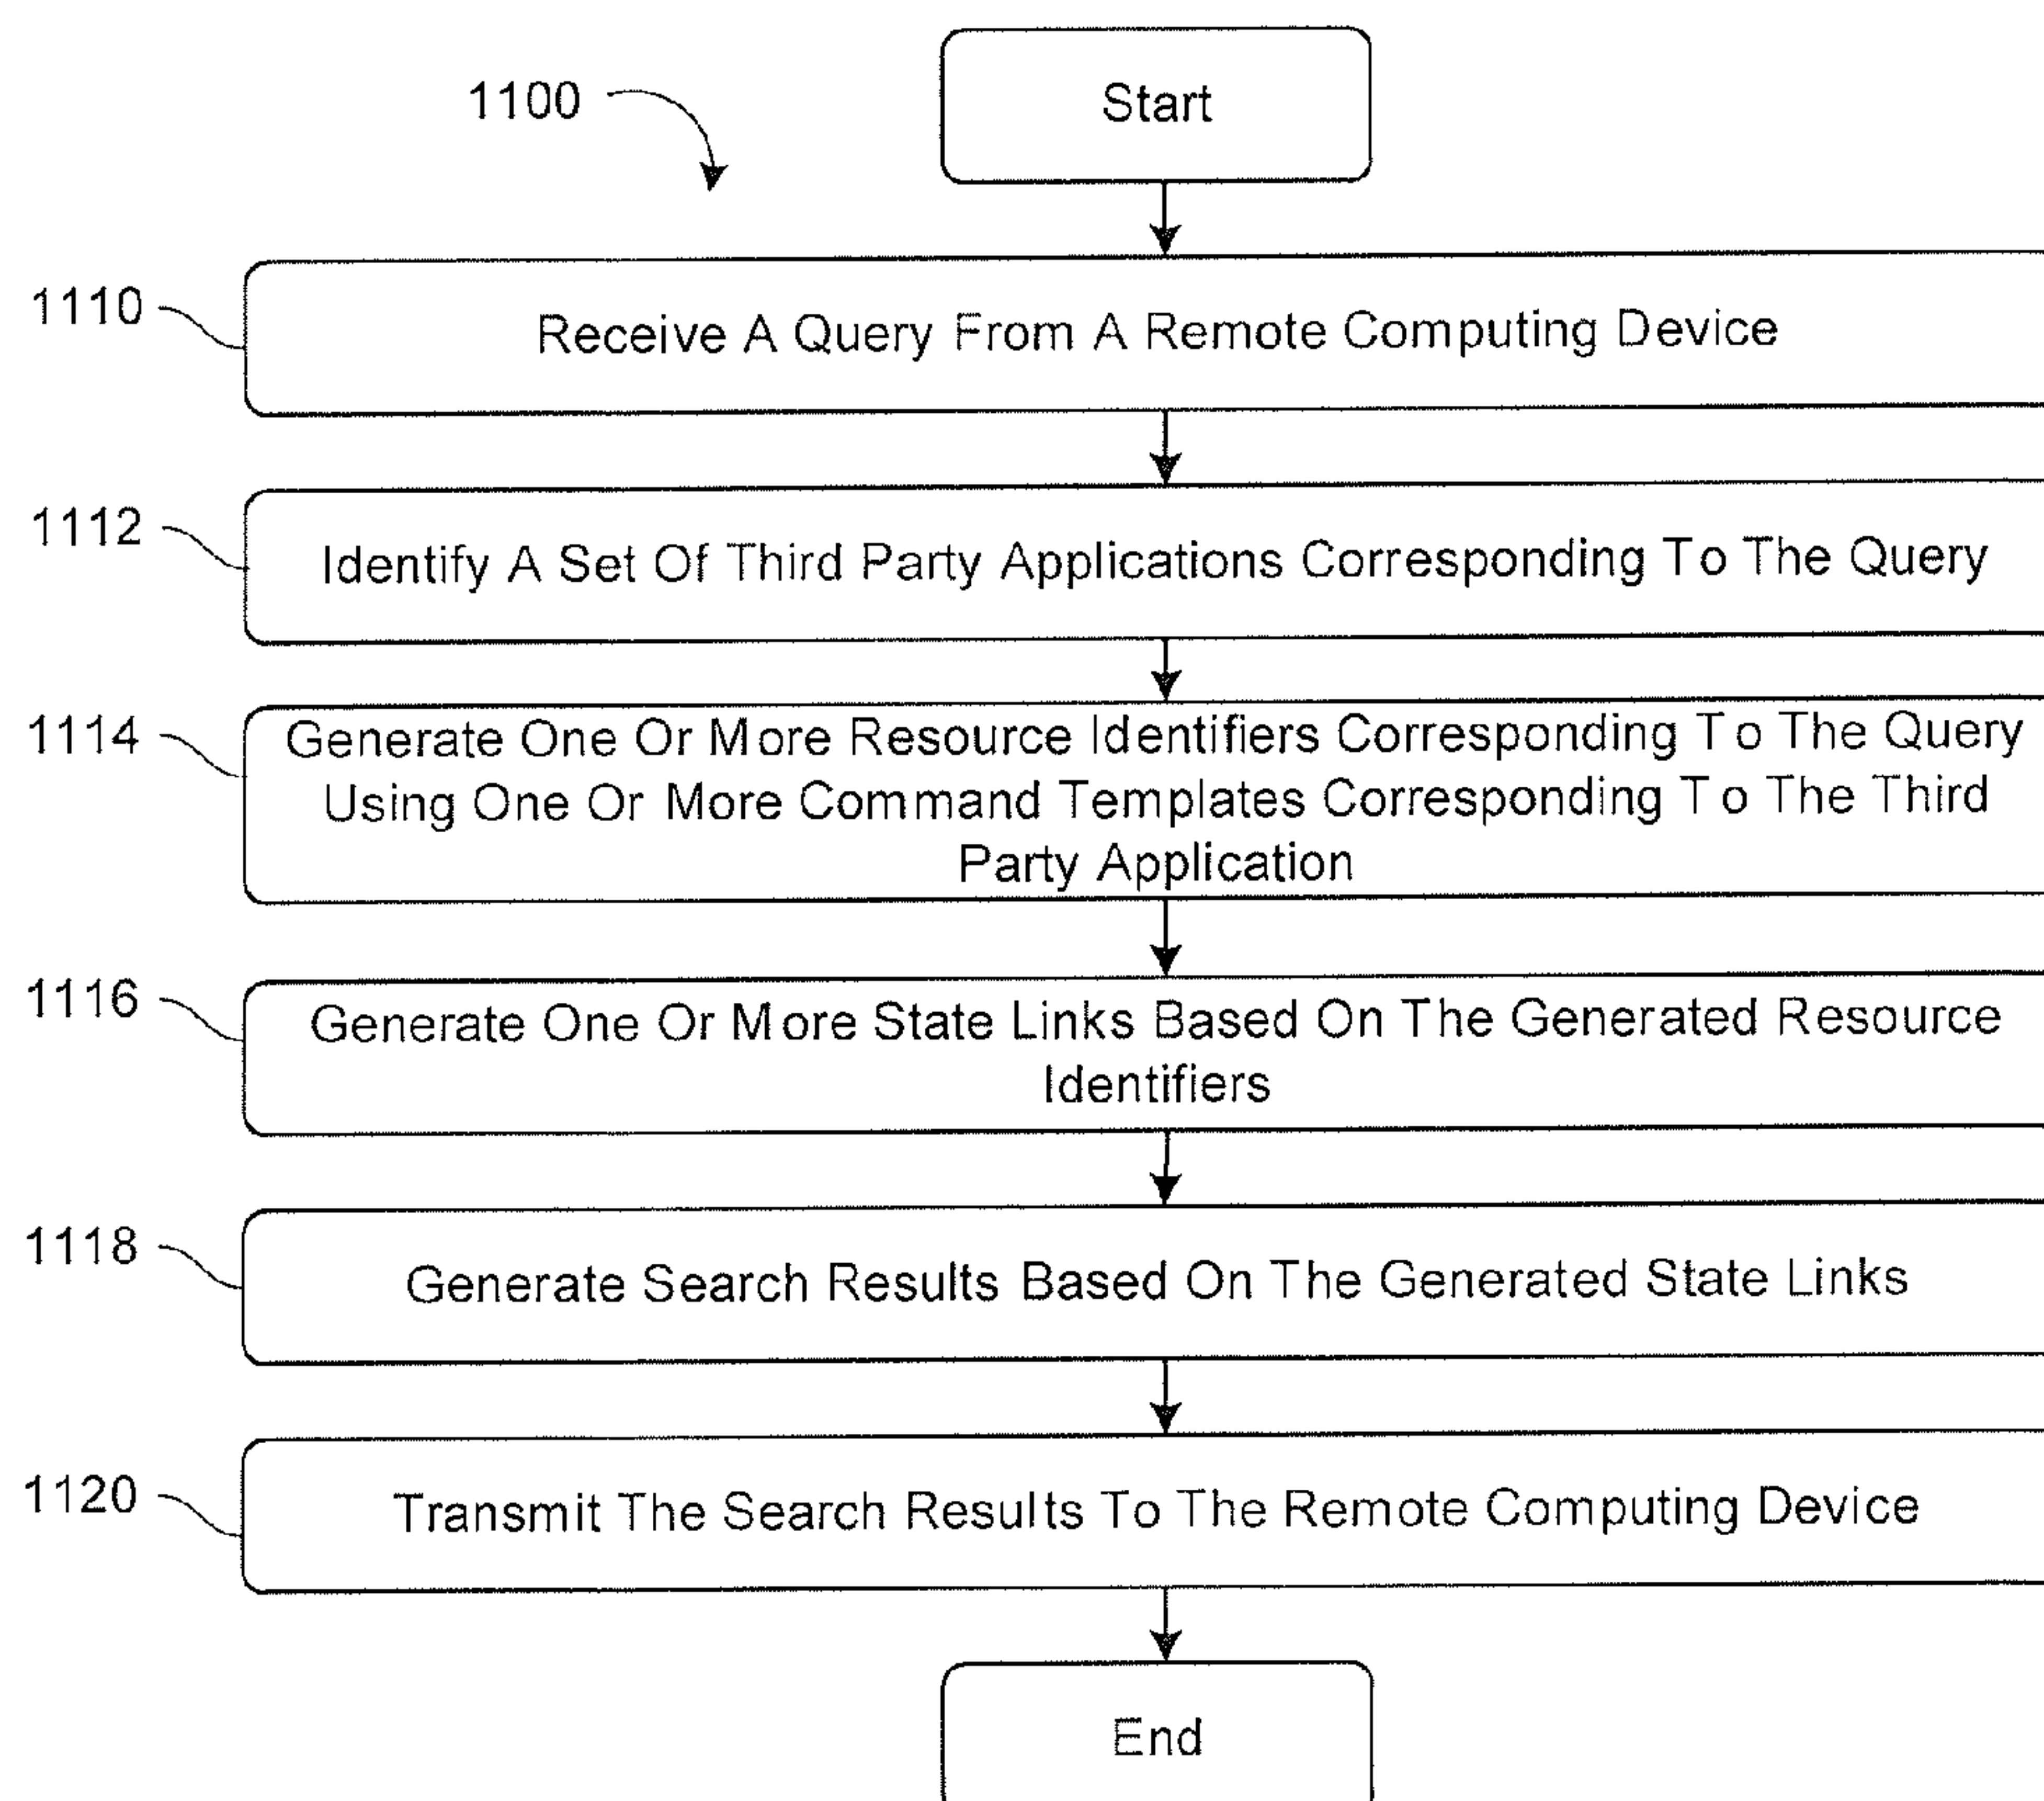 Start
1100
1110
Receive A Query From A Remote Computing Device
1112
Identify A Set Of Third Party Applications Corresponding To The Query
1114
Generate One Or More Resource Identifiers Corresponding To The Query
Using One Or More Command Templates Corresponding To The Third
Party Application
1116
Generate One Or More State Links Based On The Generated Resource
Identifiers
1118
Generate Search Results Based On The Generated State Links
1120
Transmit The Search Results To The Remote Computing Device
End